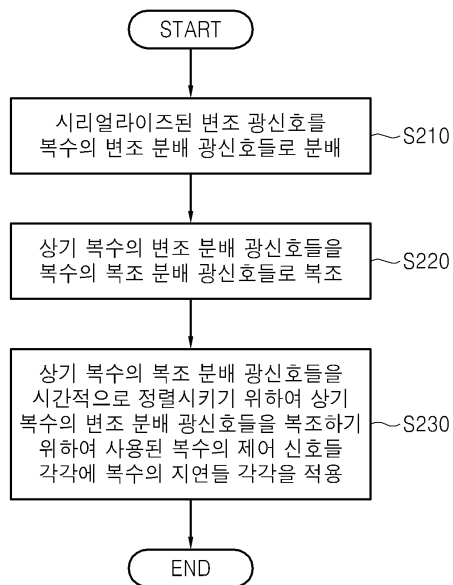 START
시리얼라이즈된 변조 광신호를
복수의 변조 분배 광신호들로 분배
S210
상기 복수의 변조 분배 광신호들을
복수의 복조 분배 광신호들로 복조
S220
상기 복수의 복조 분배 광신호들을
시간적으로 정렬시키기 위하여 상기
복수의 변조 분배 광신호들을 복조하기
위하여 사용된 복수의 제어 신호들
각각에 복수의 지연들 각각을 적용
S230
END